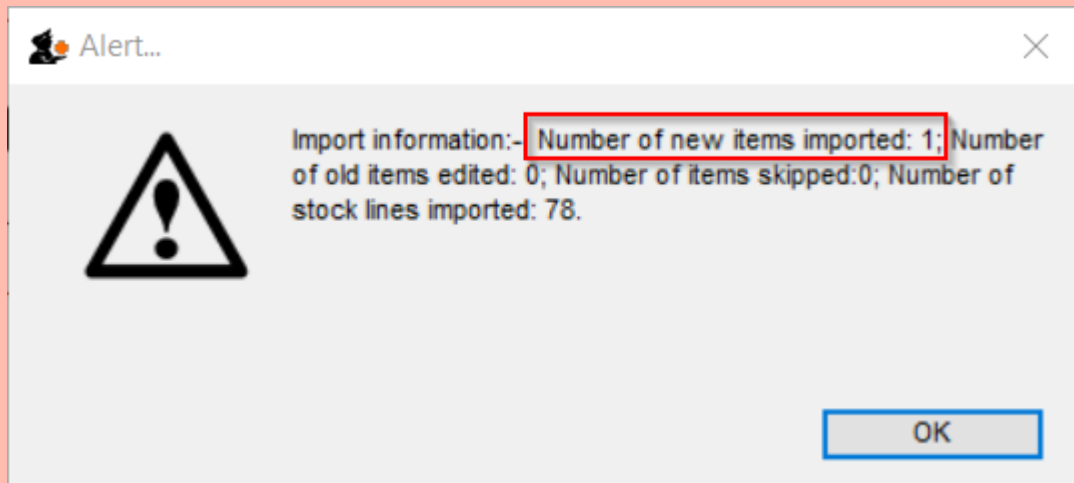 Alert...
Import information:- Number of new items imported: 1; Number
of old items edited: 0; Number of items skipped:0; Number of
stock lines imported: 78.
OK